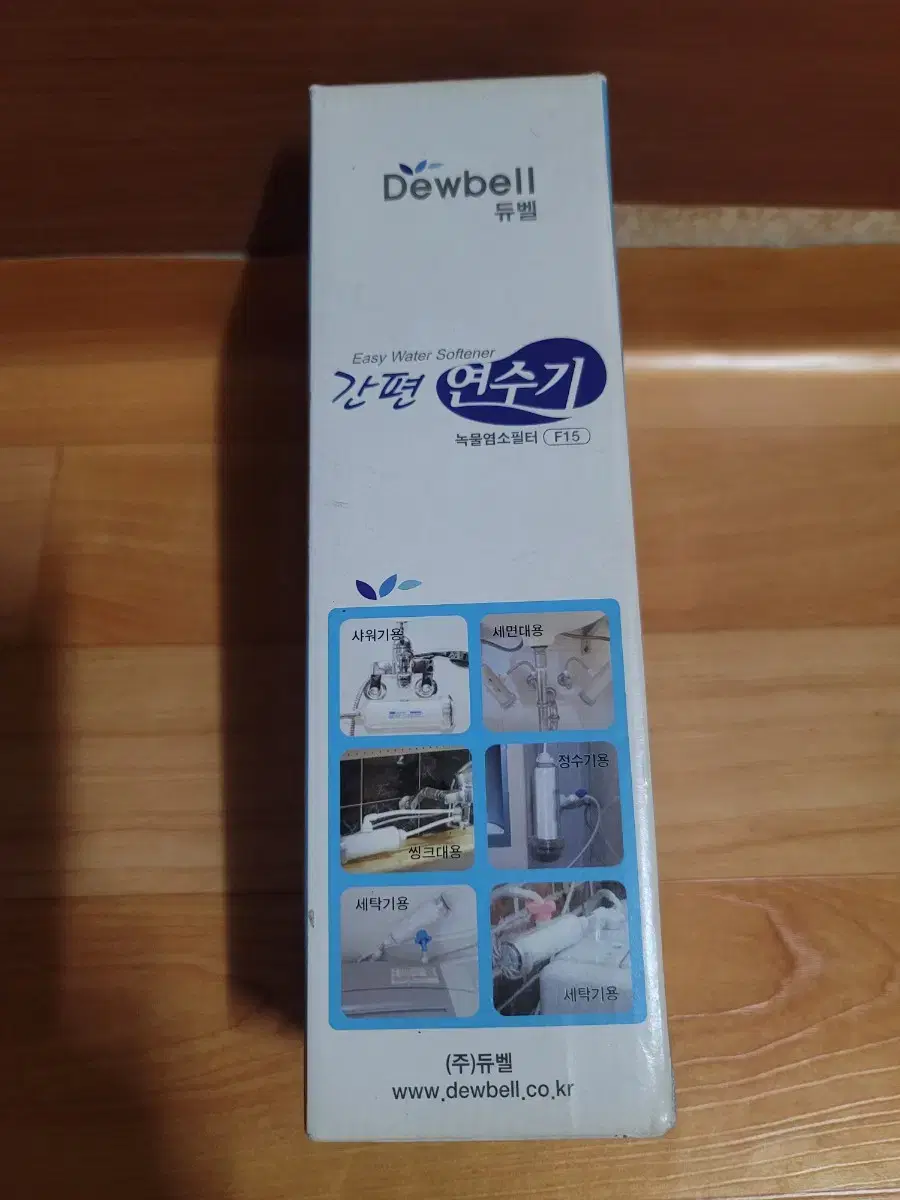 Dewbell
듀벨
Easy Water Softener
간편 연수기
녹물염소필터 F15
샤워기용
세면대용
씽크대용
정수기용
세탁기용
세탁기용
(주)듀벨
www.dewbell.co.kr